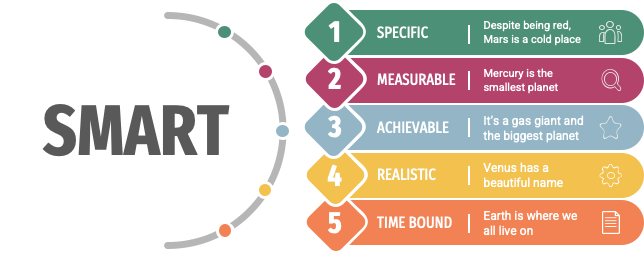 SMART
1
SPECIFIC
Despite being red,
Mars is a cold place
2
MEASURABLE
Mercury is the
smallest planet
3
ACHIEVABLE
It's a gas giant and
the biggest planet
4
REALISTIC
Venus has a
beautiful name
5
TIME BOUND
Earth is where we
all live on